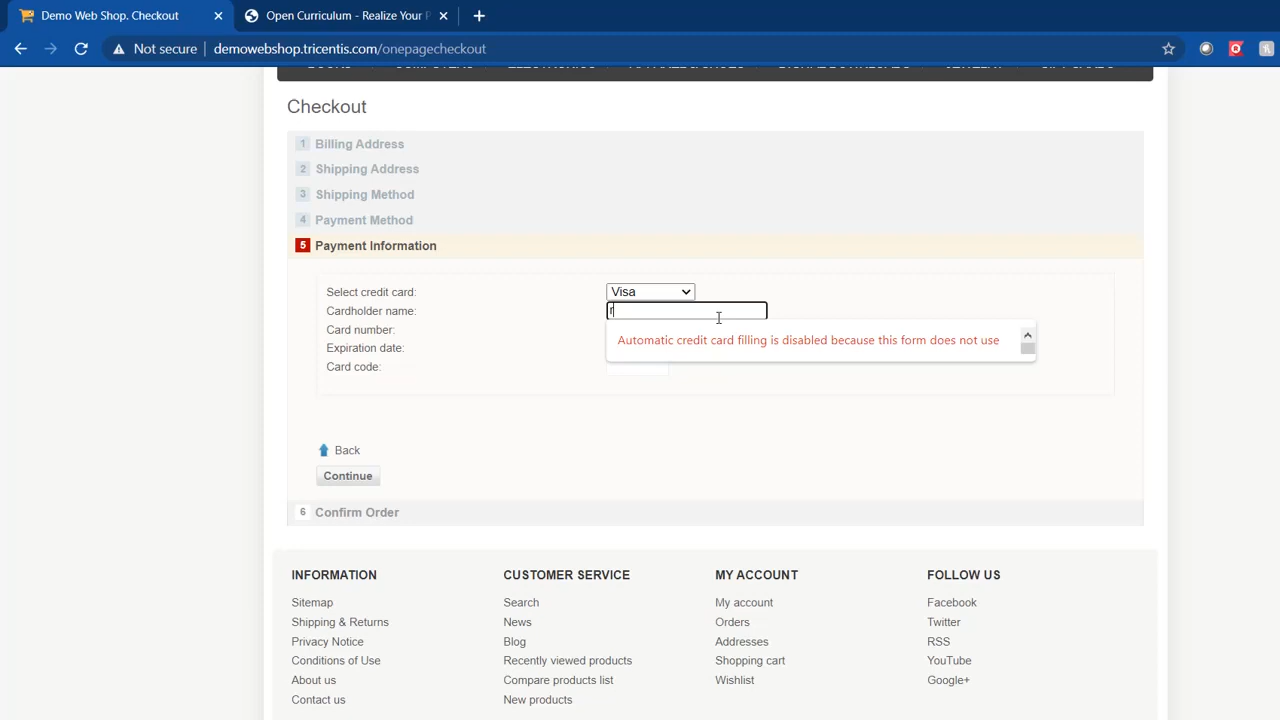 Demo Web Shop. Checkout
Open Curriculum - Realize Your P
Not secure
demowebshop.tricentis.com/onepagecheckout
Checkout
1 Billing Address
2 Shipping Address
3 Shipping Method
4 Payment Method
5 Payment Information
Select credit card: Visa
Cardholder name: r
Card number:
Automatic credit card filling is disabled because this form does not use
Expiration date:
Card code:
Back
Continue
6 Confirm Order
INFORMATION
Sitemap
Shipping & Returns
Privacy Notice
Conditions of Use
About us
Contact us
CUSTOMER SERVICE
Search
News
Blog
Recently viewed products
Compare products list
New products
MY ACCOUNT
My account
Orders
Addresses
Shopping cart
Wishlist
FOLLOW US
Facebook
Twitter
RSS
YouTube
Google+